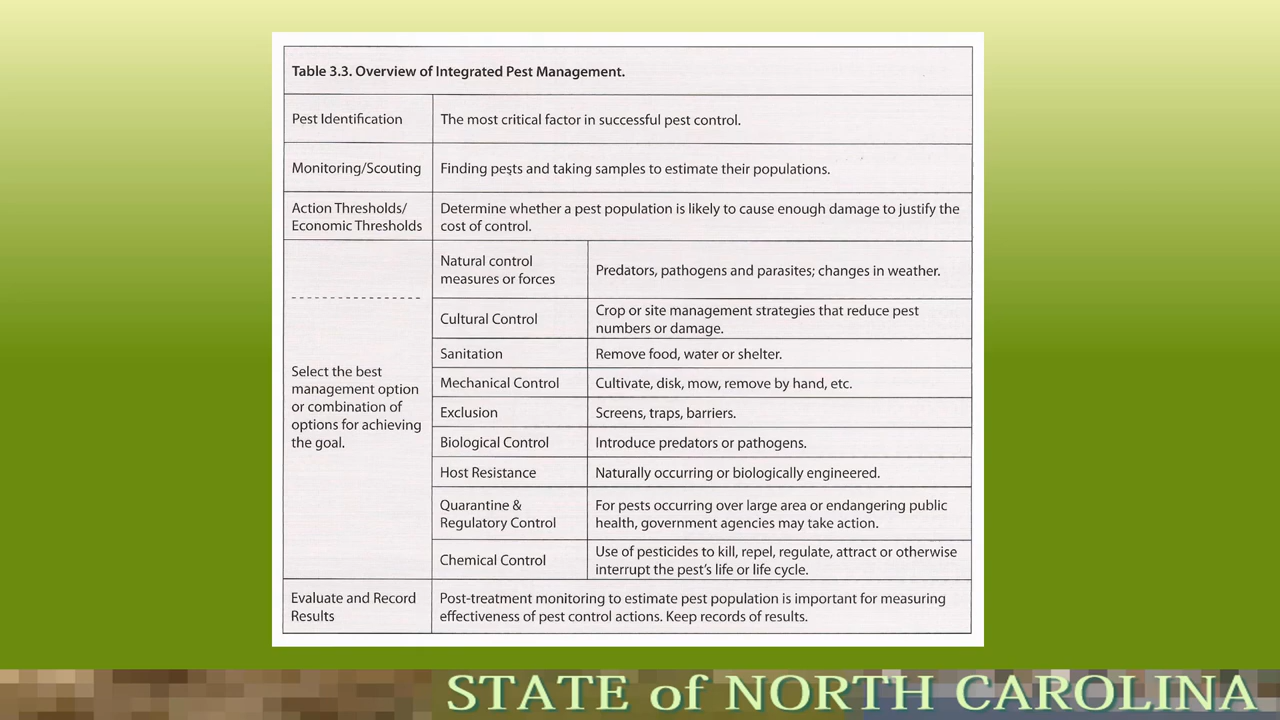 Table 3.3. Overview of Integrated Pest Management.
Pest Identification
The most critical factor in successful pest control.
Monitoring/Scouting
Finding pests and taking samples to estimate their populations.
Action Thresholds/
Economic Thresholds
Determine whether a pest population is likely to cause enough damage to justify the
cost of control.
Select the best
management option
or combination of
options for achieving
the goal.
Natural control
measures or forces
Predators, pathogens and parasites; changes in weather.
Cultural Control
Crop or site management strategies that reduce pest
numbers or damage.
Sanitation
Remove food, water or shelter.
Mechanical Control
Cultivate, disk, mow, remove by hand, etc.
Exclusion
Screens, traps, barriers.
Biological Control
Introduce predators or pathogens.
Host Resistance
Naturally occurring or biologically engineered.
Quarantine &
Regulatory Control
For pests occurring over large area or endangering public
health, government agencies may take action.
Chemical Control
Use of pesticides to kill, repel, regulate, attract or otherwise
interrupt the pest's life or life cycle.
Evaluate and Record
Results
Post-treatment monitoring to estimate pest population is important for measuring
effectiveness of pest control actions. Keep records of results.
STATE of NORTH CAROLINA